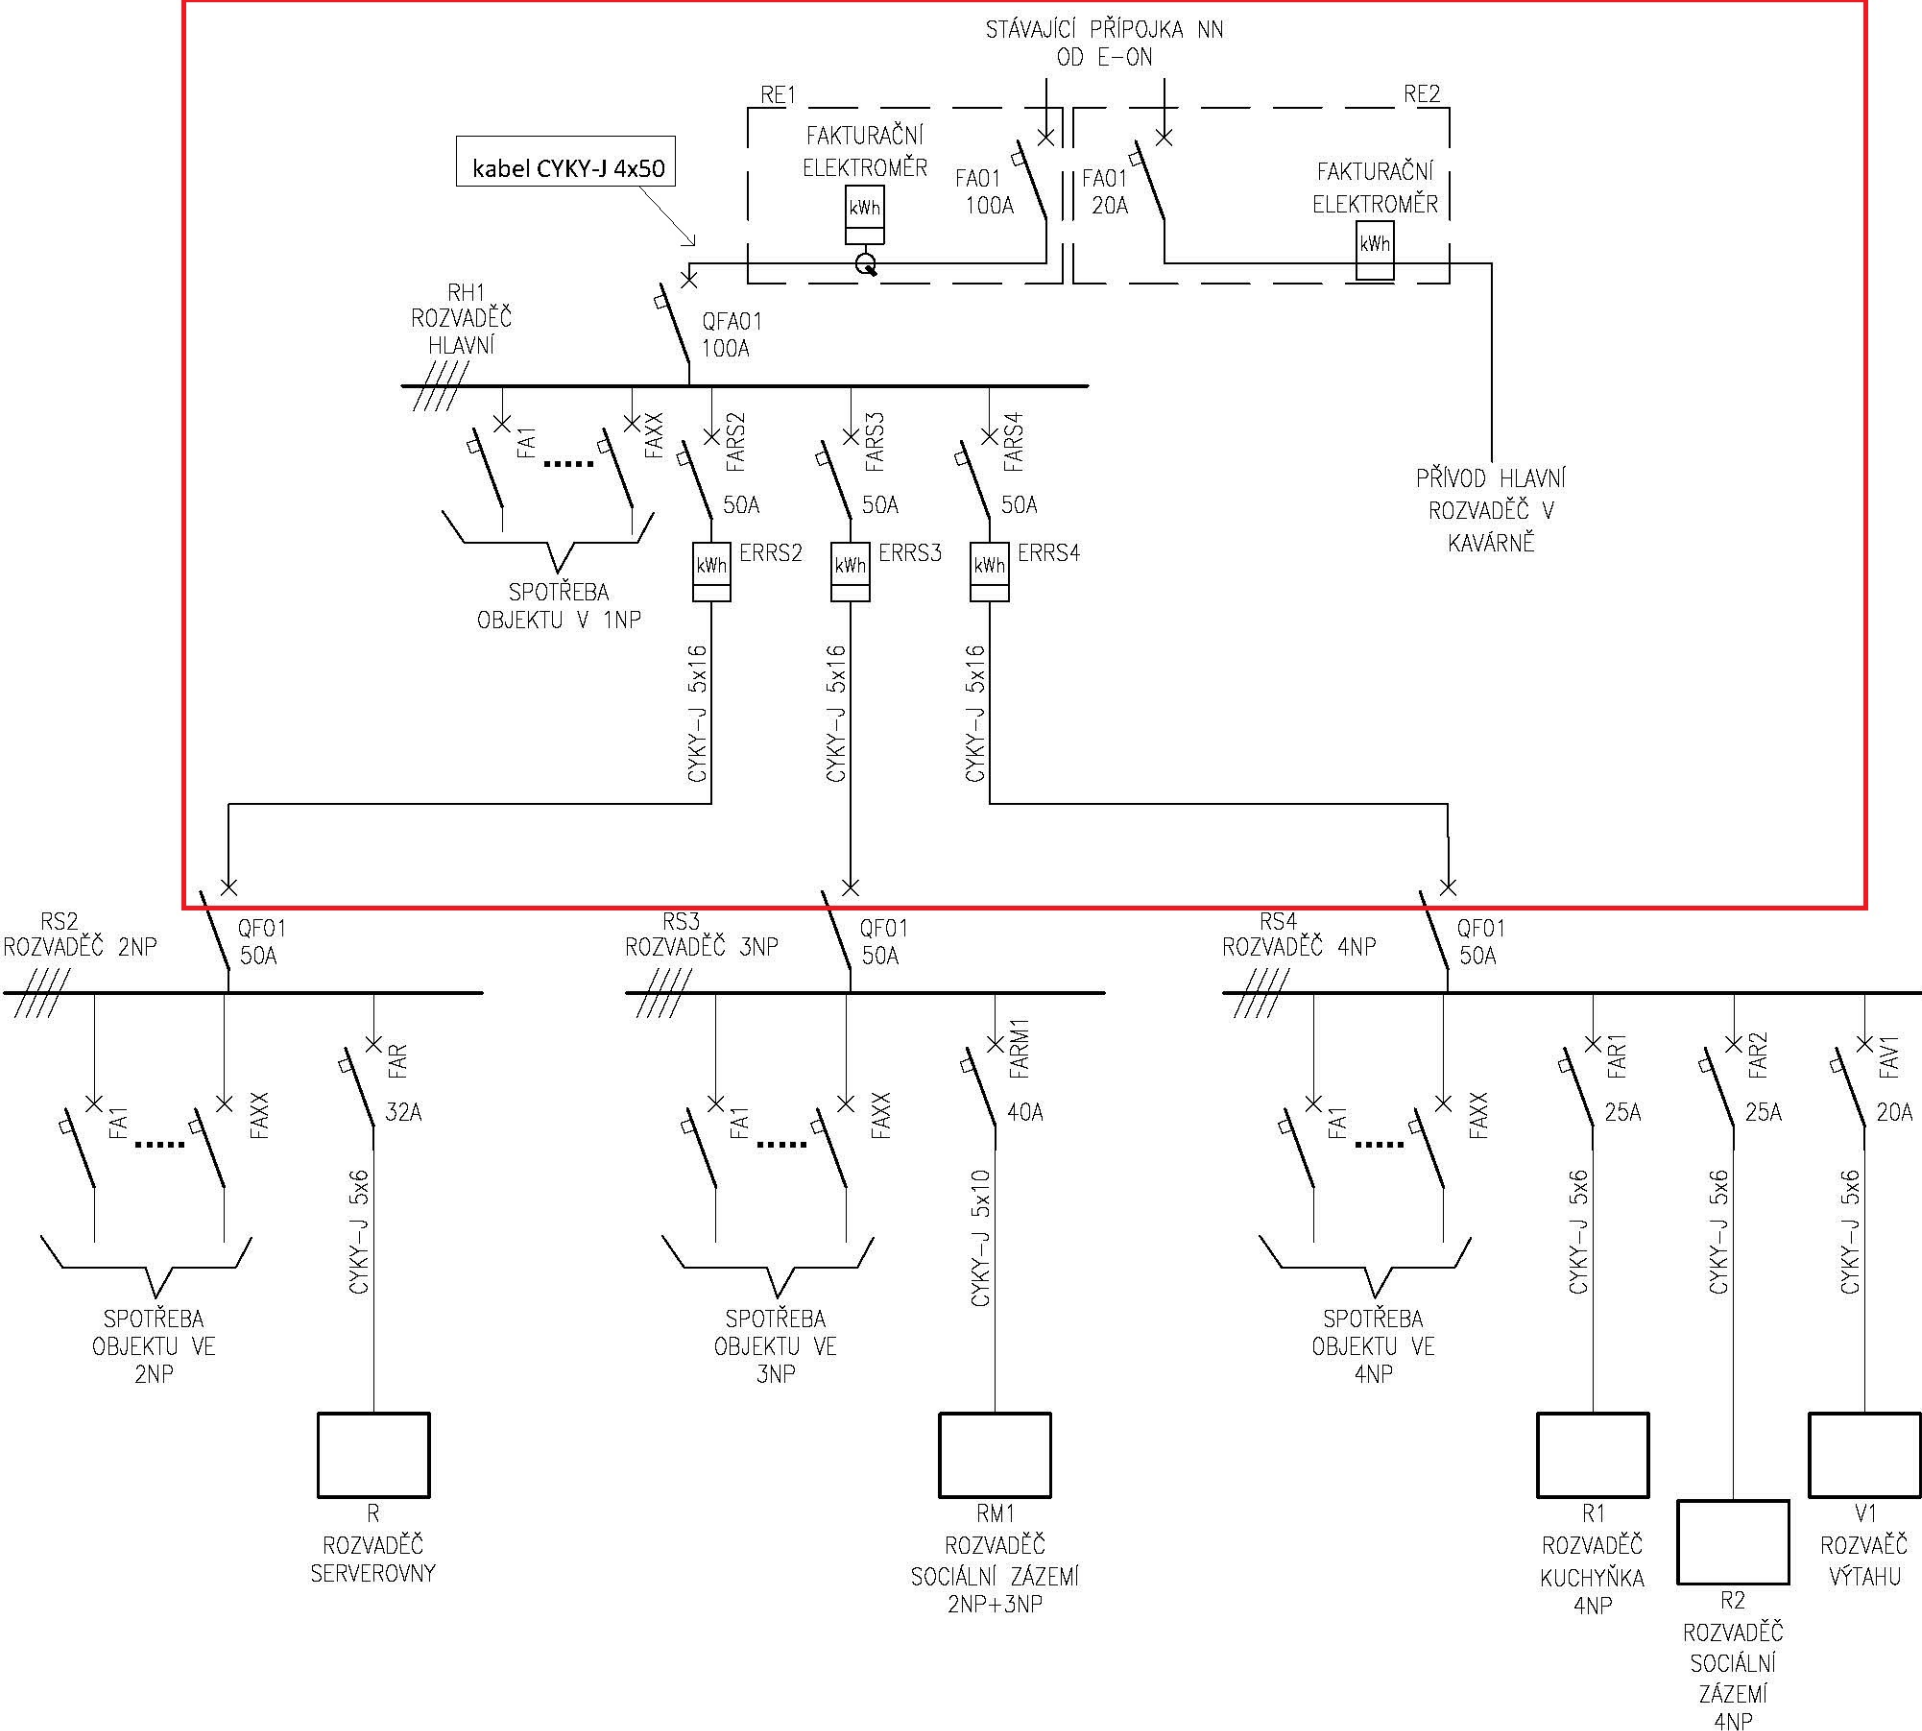 STÁVAJÍCÍ PŘÍPOJKA NN
OD E-ON
RE1
RE2
FAKTURAČNÍ
ELEKTROMĚR
kWh
FA01
100A
FA01
20A
FAKTURAČNÍ
ELEKTROMĚR
kWh
kabel CYKY-J 4x50
RH1
ROZVADĚČ
HLAVNÍ
QFA01
100A
FA1
FAXX
FARS2
50A
FARS3
50A
FARS4
50A
kWh
ERRS2
kWh
ERRS3
kWh
ERRS4
SPOTŘEBA
OBJEKTU V 1NP
PŘÍVOD HLAVNÍ
ROZVADĚČ V
KAVÁRNĚ
CYKY-J 5x16
CYKY-J 5x16
CYKY-J 5x16
RS2
ROZVADĚČ 2NP
QF01
50A
RS3
ROZVADĚČ 3NP
QF01
50A
RS4
ROZVADĚČ 4NP
QF01
50A
FA1
FAXX
FAR
32A
CYKY-J 5x6
FA1
FAXX
FARM1
40A
CYKY-J 5x10
FA1
FAXX
FAR1
25A
CYKY-J 5x6
FAR2
25A
CYKY-J 5x6
FAV1
20A
CYKY-J 5x6
SPOTŘEBA
OBJEKTU VE
2NP
SPOTŘEBA
OBJEKTU VE
3NP
SPOTŘEBA
OBJEKTU VE
4NP
R
ROZVADĚČ
SERVEROVNY
RM1
ROZVADĚČ
SOCIÁLNÍ ZÁZEMÍ
2NP+3NP
R1
ROZVADĚČ
KUCHYŇKA
4NP
R2
ROZVADĚČ
SOCIÁLNÍ
ZÁZEMÍ
4NP
V1
ROZVAĚČ
VÝTAHU